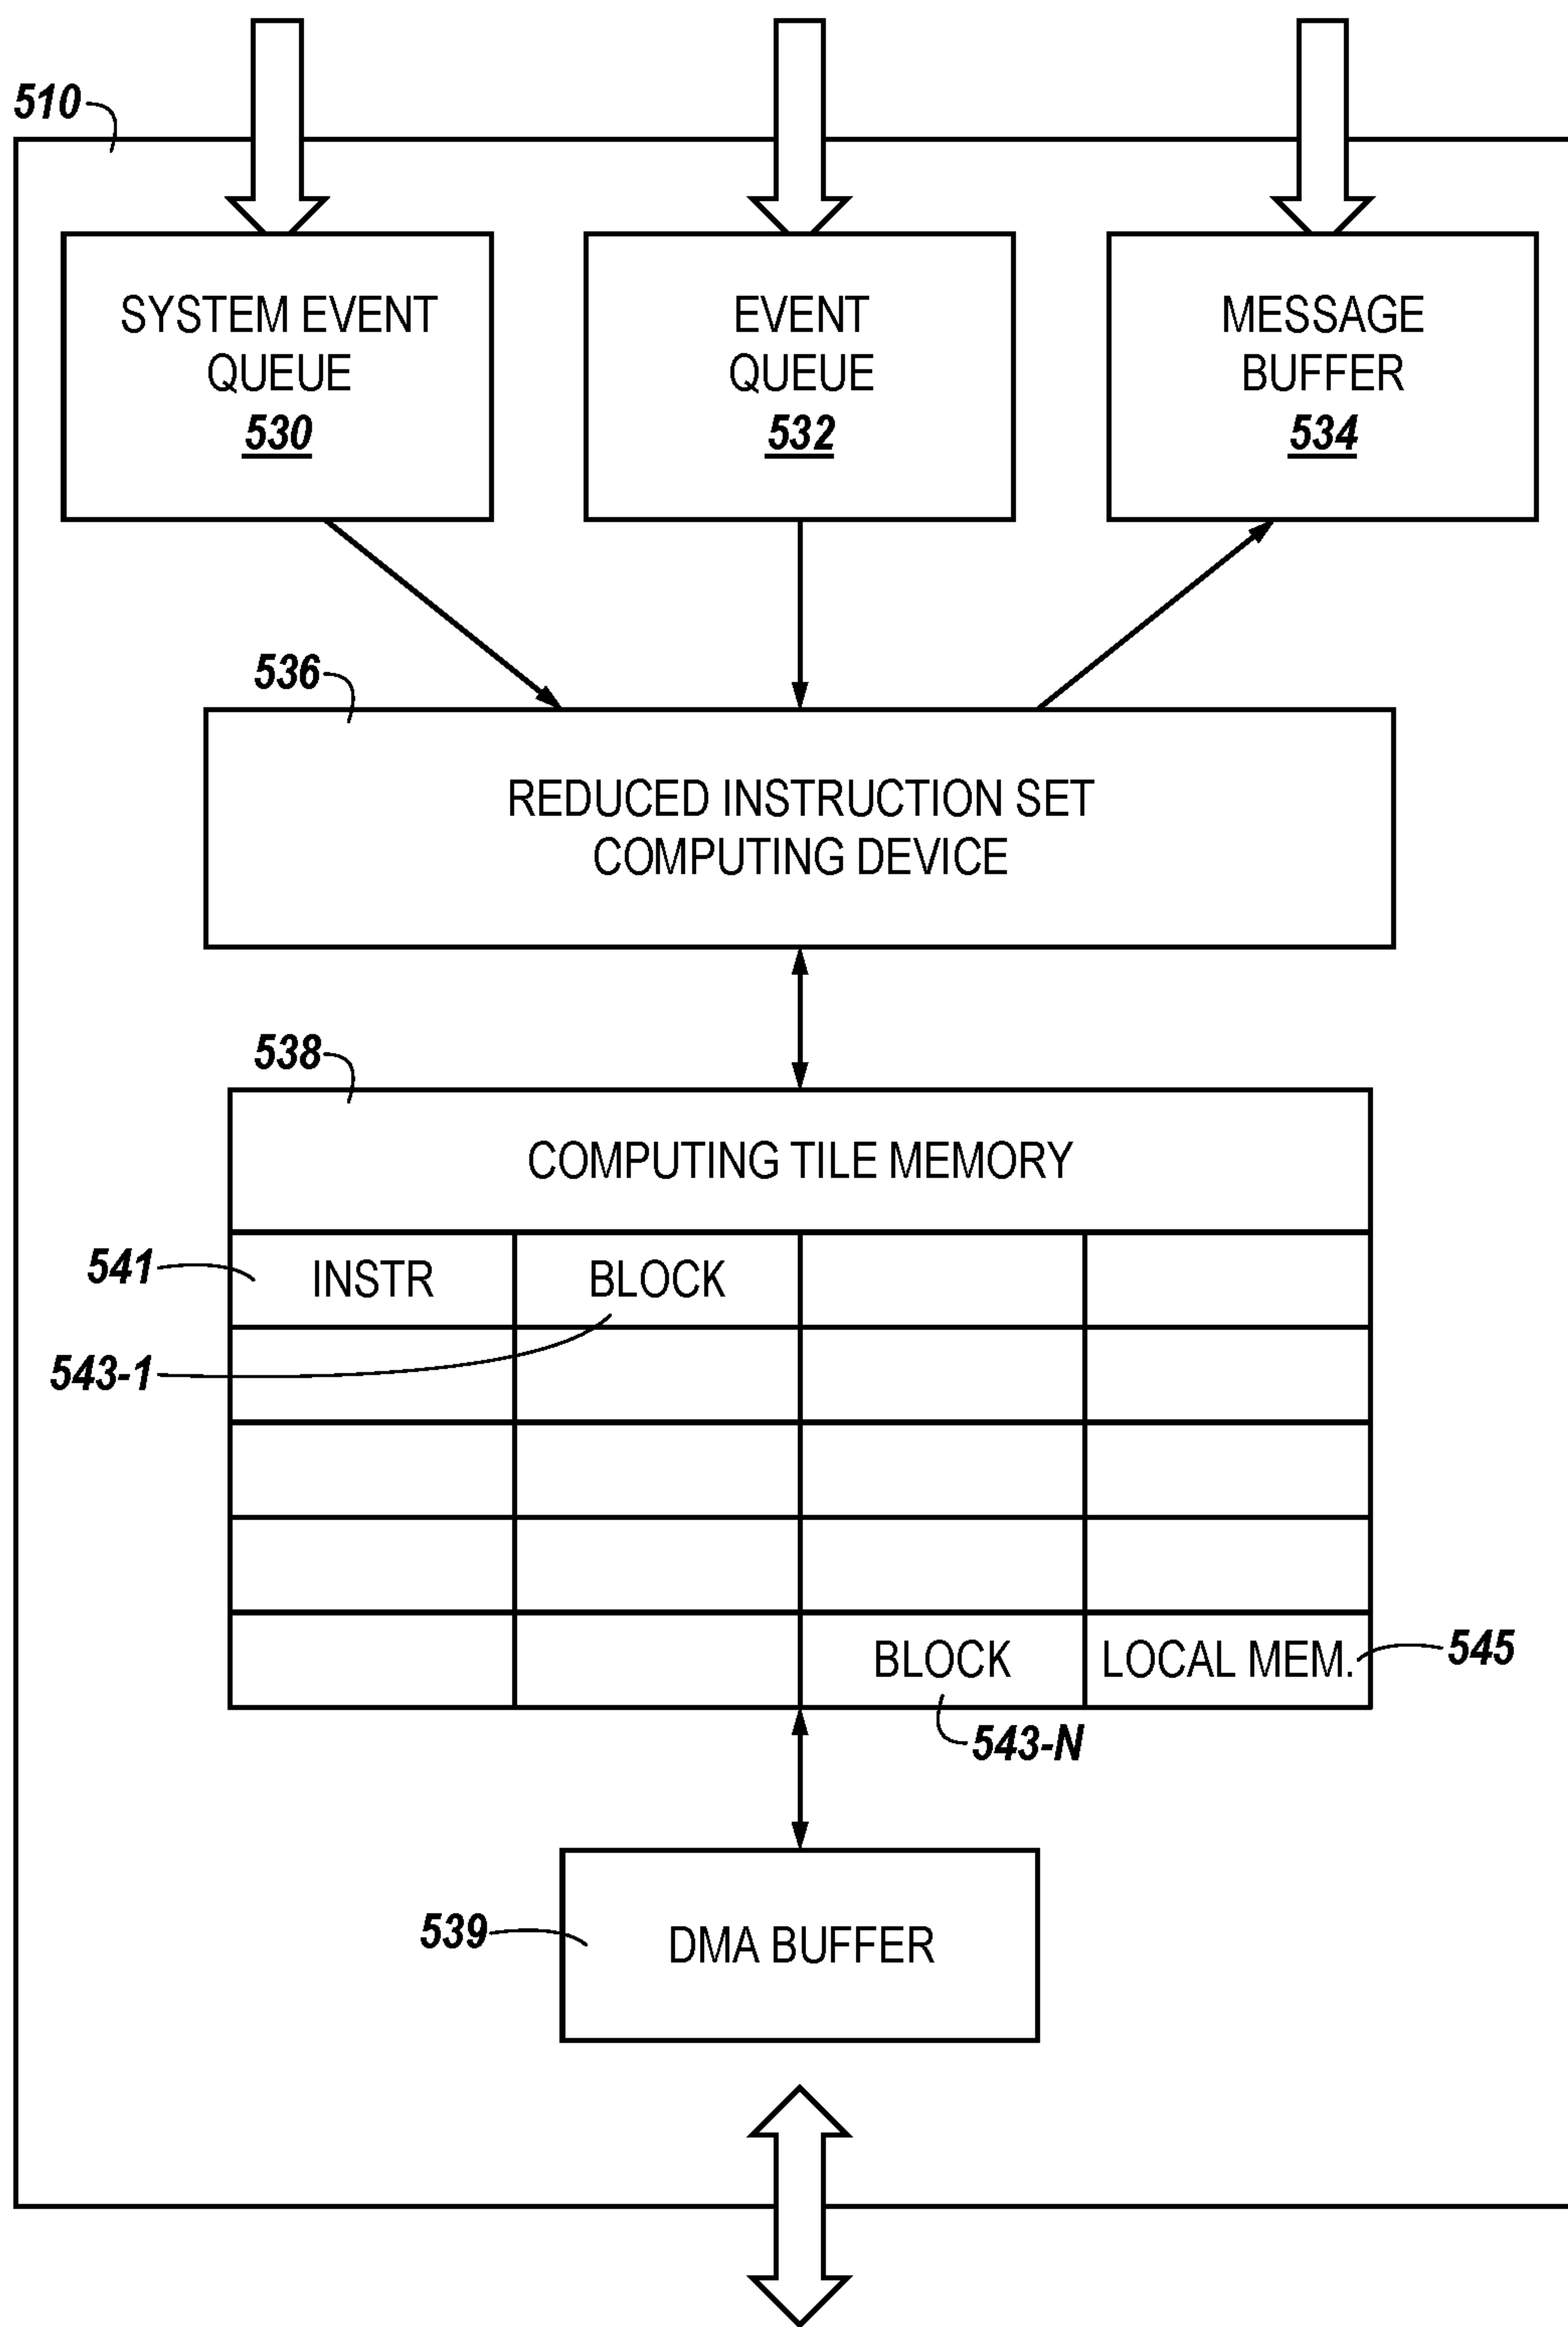 510
SYSTEM EVENT
QUEUE
530
EVENT
QUEUE
532
MESSAGE
BUFFER
534
536
REDUCED INSTRUCTION SET
COMPUTING DEVICE
538
COMPUTING TILE MEMORY
541
INSTR
BLOCK
543-1
BLOCK
LOCAL MEM.
545
543-N
539
DMA BUFFER